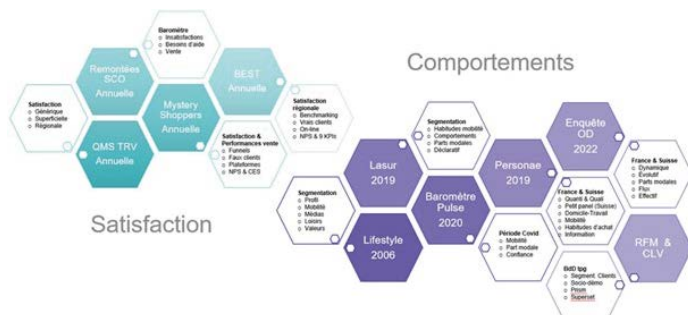 Baromètre
o Insatisfactions
o Besoins d'aide
o Vente
Remontées
SCO
Annuelle
BEST
Annuelle
Satisfaction
o Générique
o Superficielle
o Régionale
Mystery
Shoppers
Annuelle
Satisfaction
régionale
o Benchmarking
o Vrais clients
o On-line
o NPS & 9 KPIs
QMS TRV
Annuelle
Satisfaction &
Performances vente
o Funnels
o Faux clients
o Plateformes
o NPS & CES
Satisfaction
Comportements
Segmentation
o Habitudes mobilité
o Comportements
o Parts modales
o Déclaratif
Enquête
OD
2022
Lasur
2019
Personae
2019
France & Suisse
o Dynamique
o Évolutif
o Parts modales
o Flux
o Effectif
Segmentation
o Profil
o Mobilité
o Médias
o Loisirs
o Valeurs
Baromètre
Pulse
2020
France & Suisse
o Quanti & Quali
o Petit panel (Suisse)
o Domicile-Travail
o Mobilité
o Habitudes d'achat
o Information
Lifestyle
2006
Période Covid
o Mobilité
o Part modale
o Confiance
RFM &
CLV
BdD tpg
o Segment. Clients
o Socio-démo
o Prism
o Superset